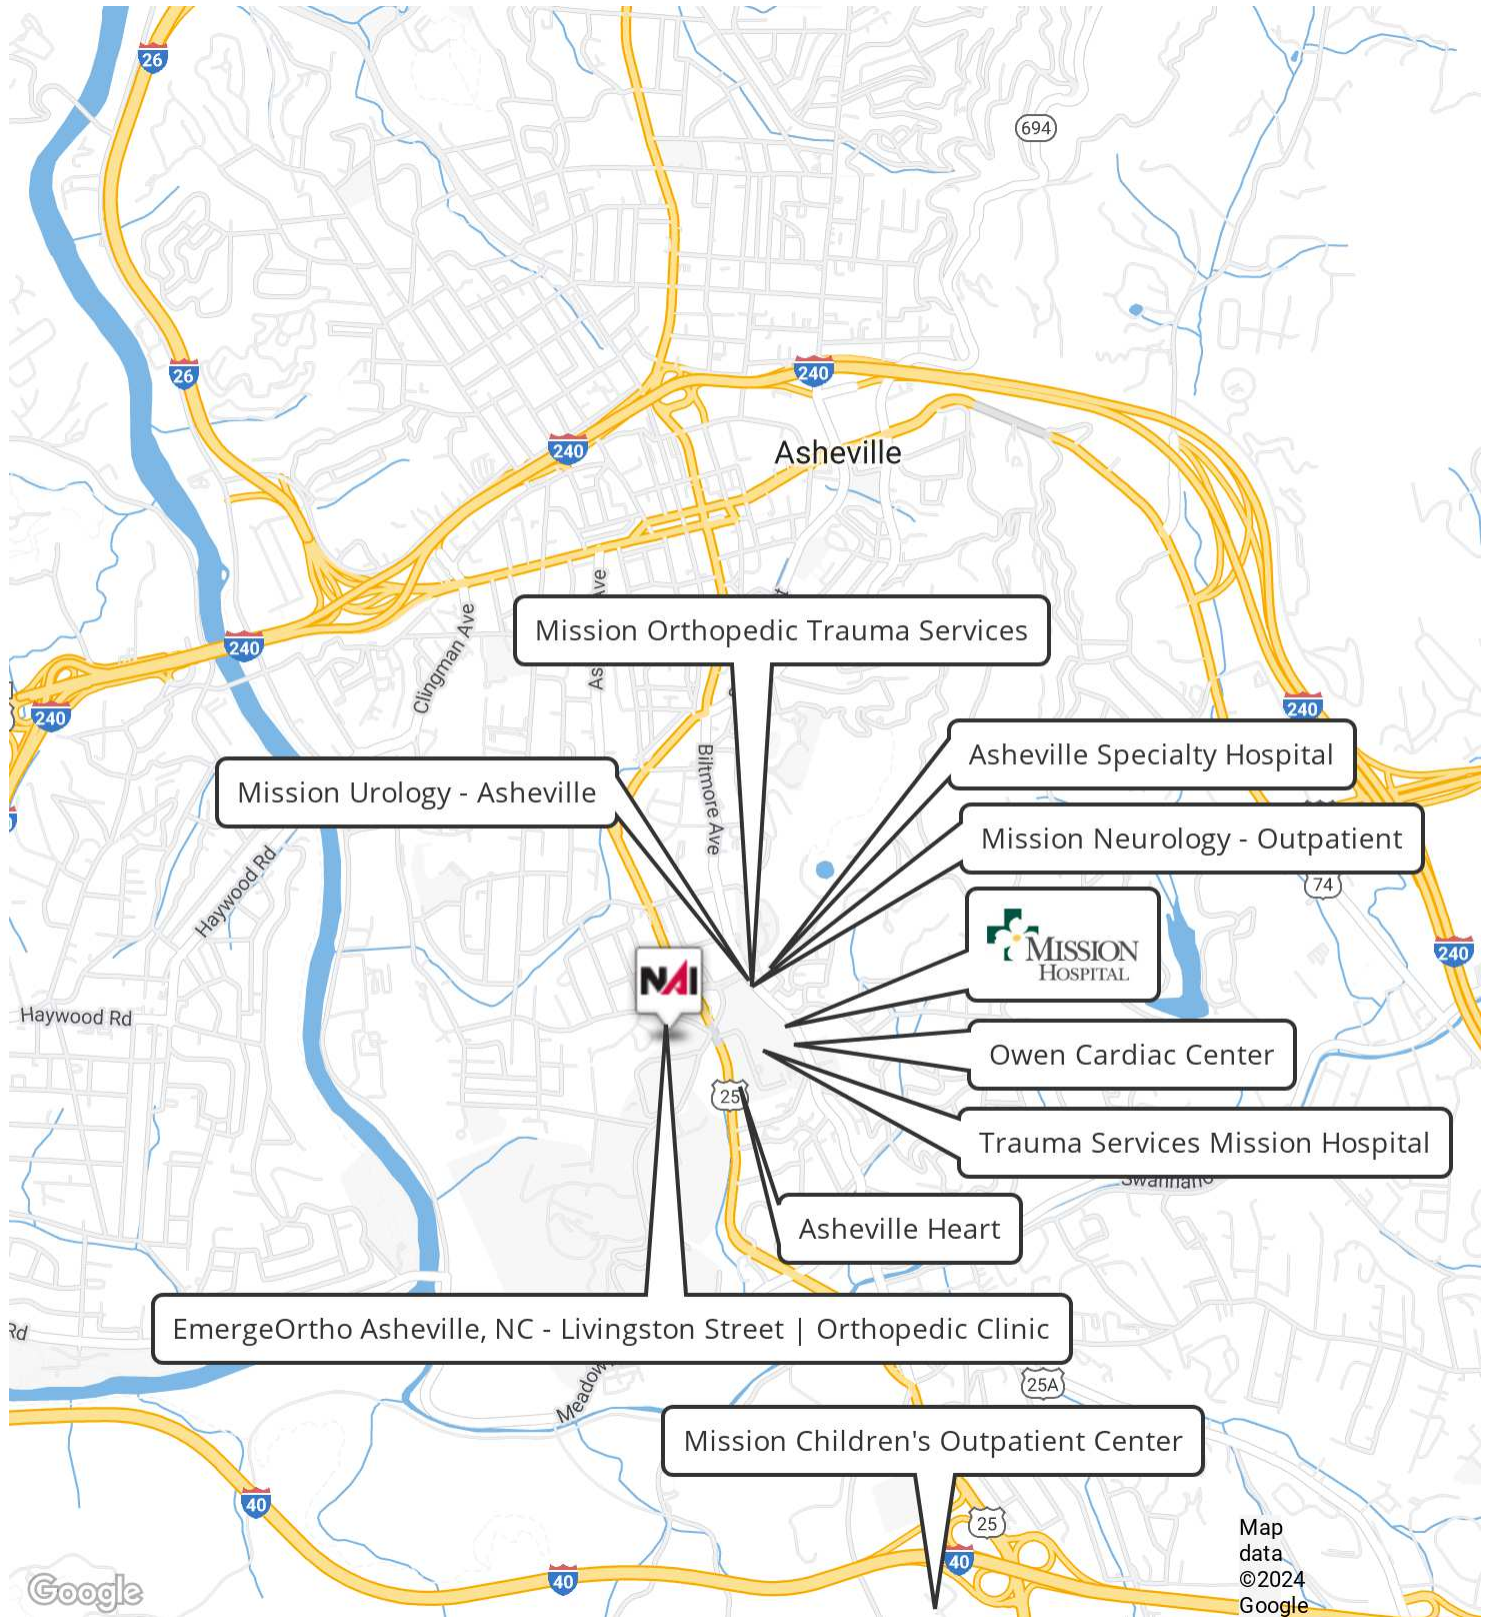 26
694
26
240
240
Asheville
Ave
Clingman Ave
Mission Orthopedic Trauma Services
240
240
240
Asheville Specialty Hospital
Mission Urology - Asheville
Biltmore Ave
Mission Neurology - Outpatient
74
Haywood Rd
MISSION
HOSPITAL
240
NAI
Haywood Rd
Owen Cardiac Center
25
Trauma Services Mission Hospital
Asheville Heart
EmergeOrtho Asheville, NC - Livingston Street | Orthopedic Clinic
Rd
25A
Mission Children's Outpatient Center
40
25
40
40
Map
data
©2024
Google
Google